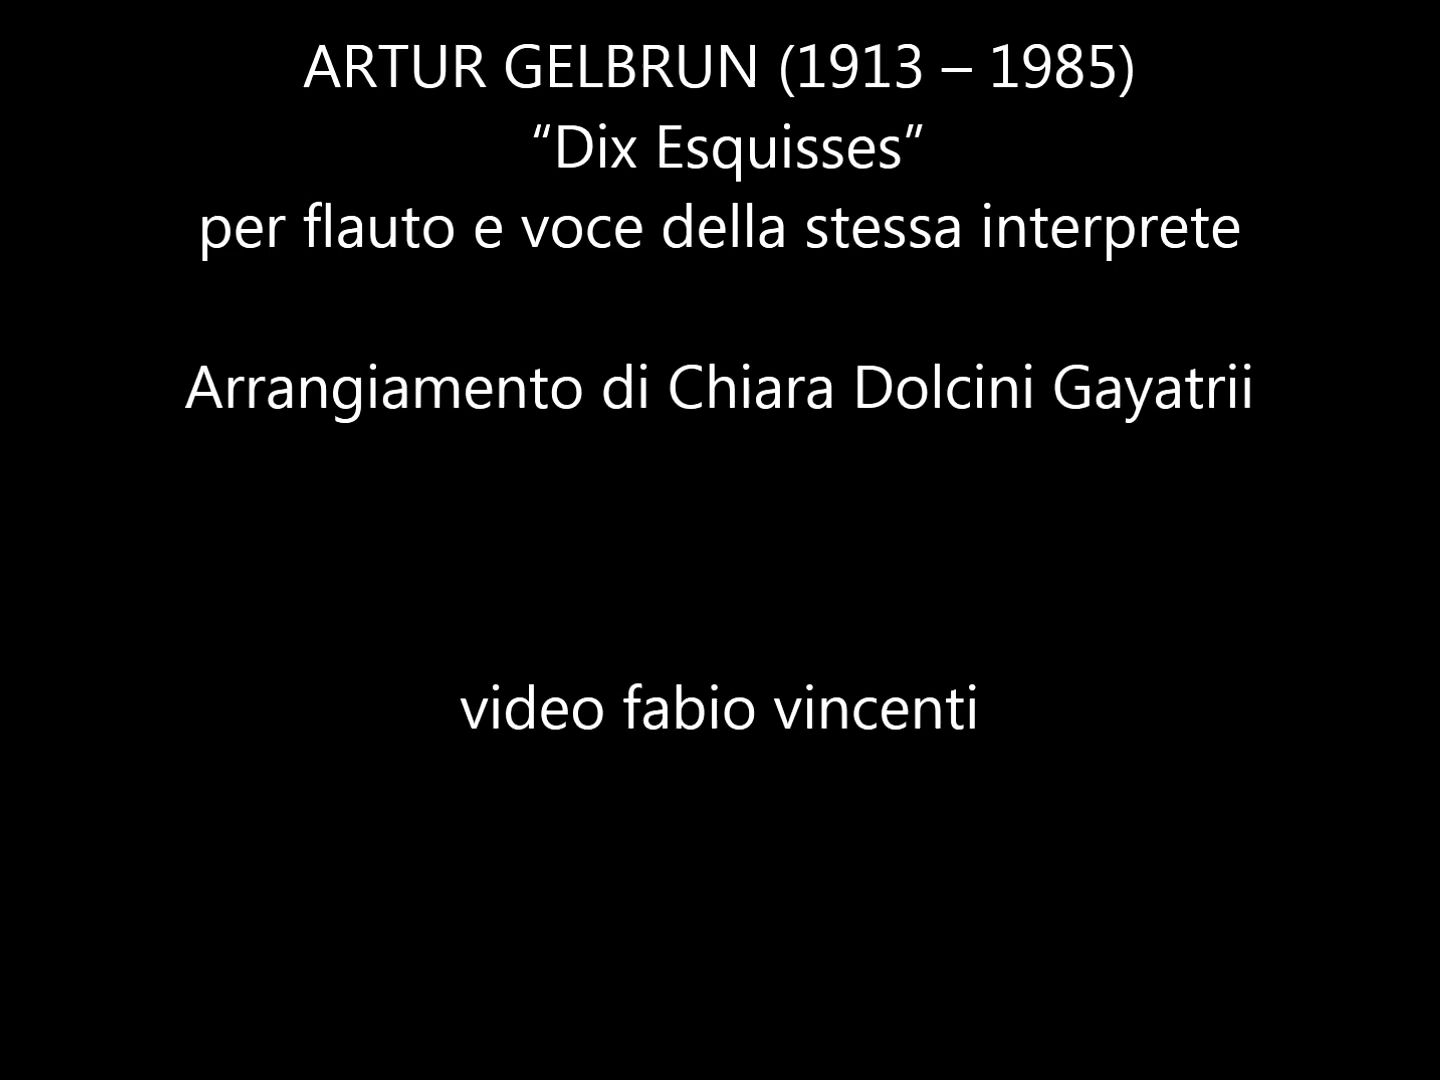 ARTUR GELBRUN (1913 – 1985)
“Dix Esquisses”
per flauto e voce della stessa interprete
Arrangiamento di Chiara Dolcini Gayatrii
video fabio vincenti